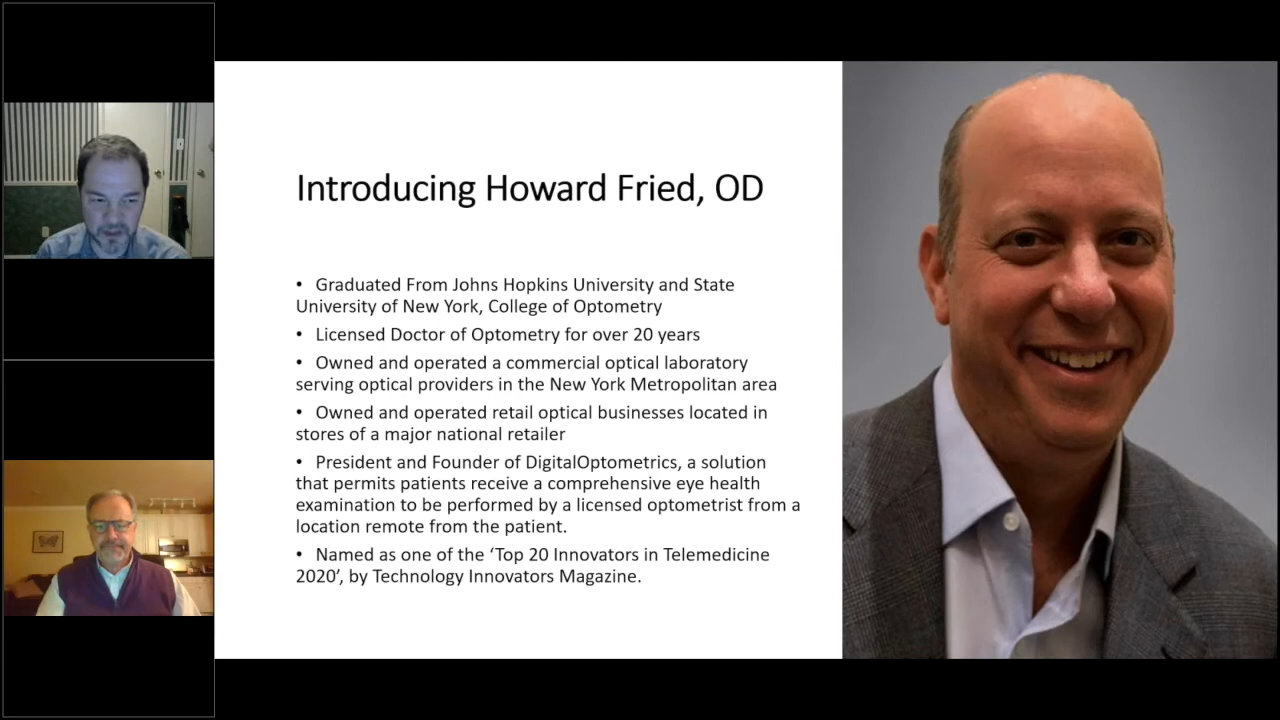 Introducing Howard Fried, OD
• Graduated From Johns Hopkins University and State
University of New York, College of Optometry
• Licensed Doctor of Optometry for over 20 years
• Owned and operated a commercial optical laboratory
serving optical providers in the New York Metropolitan area
• Owned and operated retail optical businesses located in
stores of a major national retailer
• President and Founder of DigitalOptometrics, a solution
that permits patients receive a comprehensive eye health
examination to be performed by a licensed optometrist from a
location remote from the patient.
• Named as one of the ‘Top 20 Innovators in Telemedicine
2020’, by Technology Innovators Magazine.